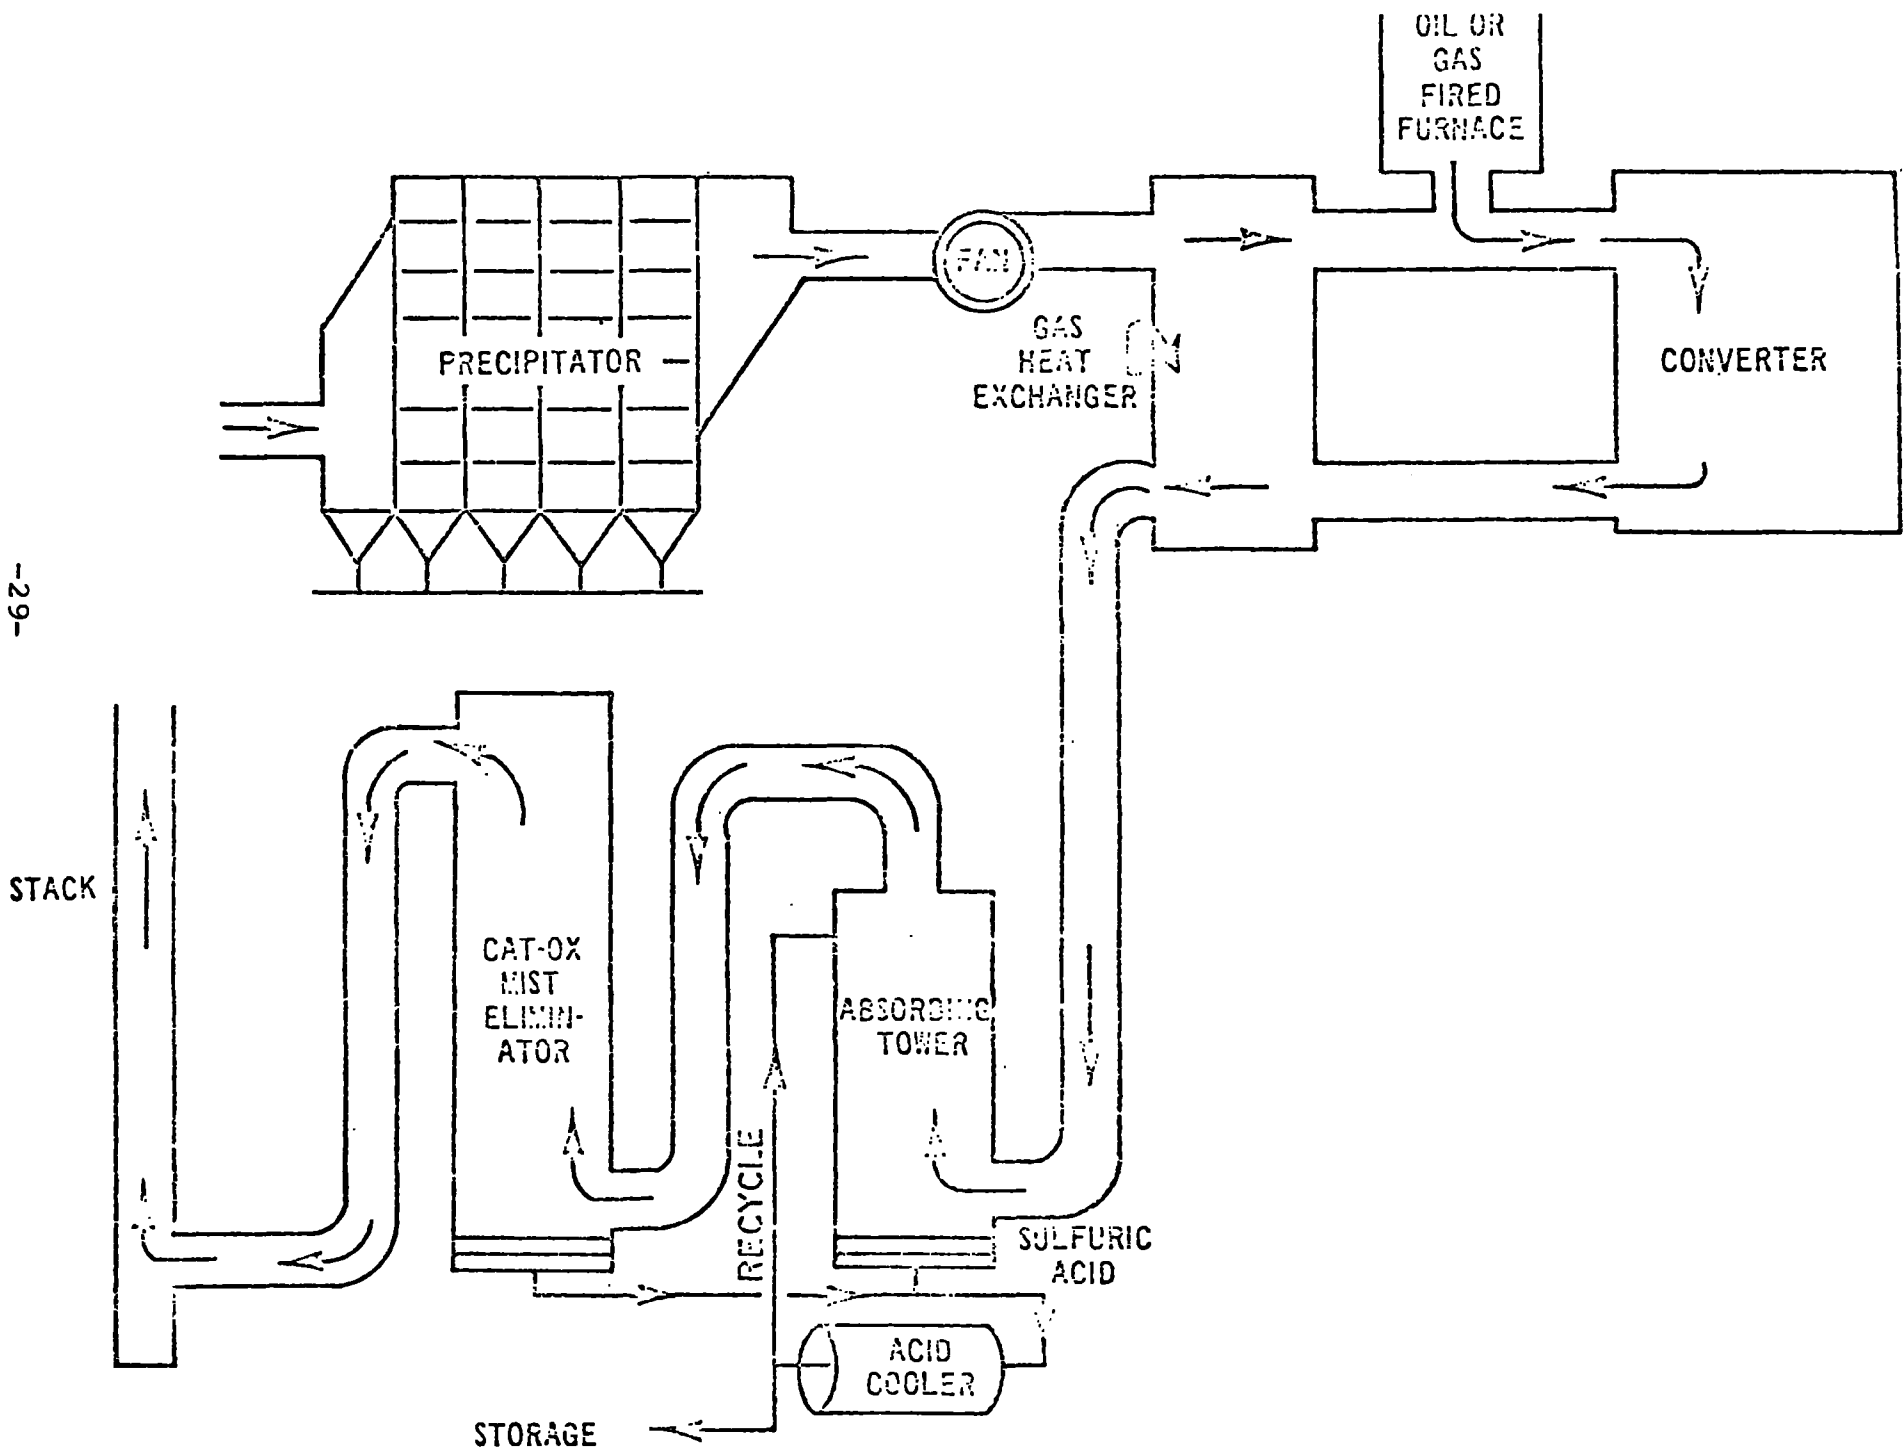 OIL OR
GAS
FIRED
FURNACE
FAN
PRECIPITATOR
GAS
HEAT
EXCHANGER
CONVERTER
-29-
STACK
CAT-OX
MIST
ELIMIN-
ATOR
ABSORBING
TOWER
RECYCLE
SULFURIC
ACID
ACID
COOLER
STORAGE